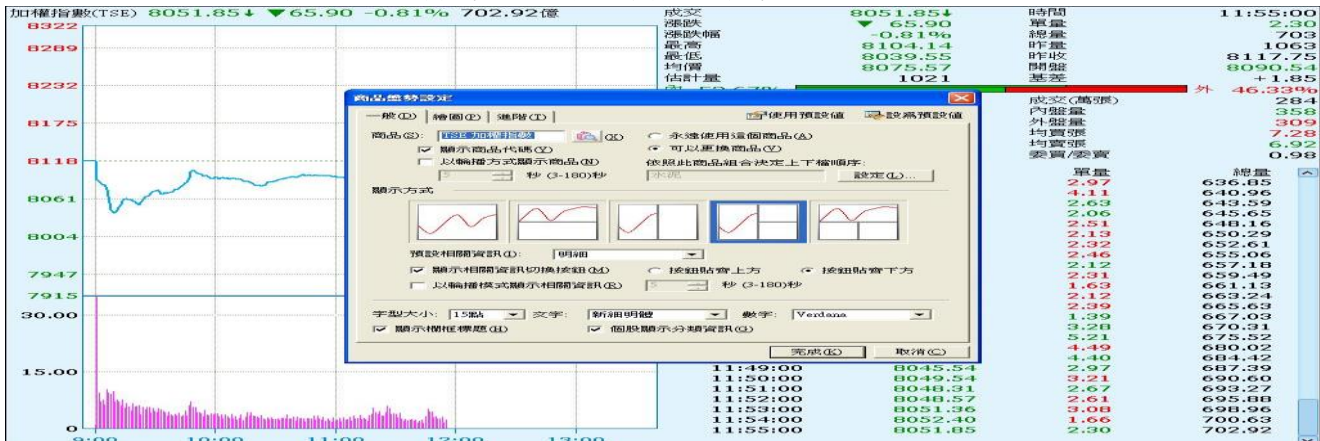 加權指數(TSE) 8051.85↓ ▼65.90 -0.81% 702.92億
8322
8289
8232
8175
8118
8061
8004
7947
7915
30.00
15.00
0
9:00 10:00 11:00 12:00 13:00
成交 8051.85↓ 時間 11:55:00
漲跌 ▼ 65.90 單量 2.30
漲跌幅 -0.81% 總量 703
最高 8104.14 昨量 1063
最低 8039.55 昨收 8117.75
均價 8075.57 開盤 8090.54
估計量 1021 基差 +1.85
外 46.33%
成交(萬張) 284
內盤量 358
外盤量 309
均買張 7.28
均賣張 6.92
委買/委賣 0.98
單量 總量
2.97 636.85
4.11 640.96
2.63 643.59
2.06 645.65
2.51 648.16
2.13 650.29
2.32 652.61
2.46 655.06
2.12 657.18
2.31 659.49
1.63 661.13
2.12 663.24
2.39 665.63
1.39 667.03
3.28 670.31
5.21 675.52
4.49 680.02
4.40 684.42
11:49:00 8045.54 2.97 687.39
11:50:00 8049.54 3.21 690.60
11:51:00 8048.31 2.67 693.27
11:52:00 8048.57 2.61 695.88
11:53:00 8051.36 3.08 698.96
11:54:00 8052.40 1.66 700.63
11:55:00 8051.85 2.30 702.92
商品盤勢設定
一般(D) 繪圖(P) 進階(T) 使用預設值 設為預設值
商品(S): TSE 加權指數 (X) 永遠使用這個商品(A)
顯示商品代碼(Y) 可以更換商品(V)
以輪播方式顯示商品(N) 依照此商品組合決定上下檔順序:
5 秒 (3-180)秒 水泥 設定(L)...
顯示方式
預設相關資訊(I): 明細
顯示相關資訊切換按鈕(M) 按鈕貼齊上方 按鈕貼齊下方
以輪播模式顯示相關資訊(R) 5 秒 (3-180)秒
字型大小: 15點 文字: 新細明體 數字: Verdana
顯示欄框標題(H) 個股顯示分類資訊(Q)
完成(K) 取消(C)